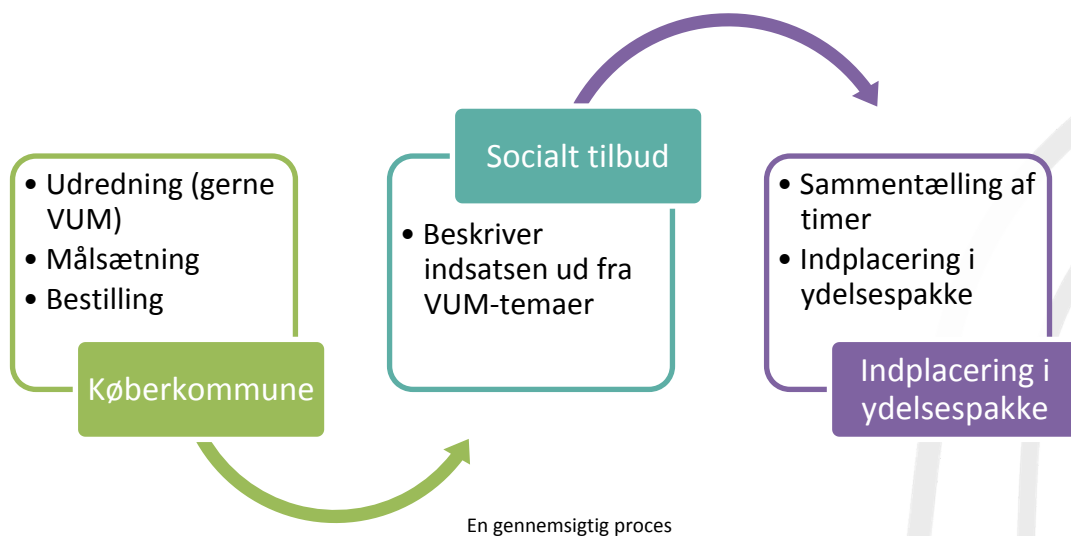 • Udredning (gerne
VUM)
• Målsætning
• Bestilling
Køberkommune
Socialt tilbud
• Beskriver
indsatsen ud fra
VUM-temaer
• Sammentælling af
timer
• Indplacering i
ydelsespakke
Indplacering i
ydelsespakke
En gennemsigtig proces